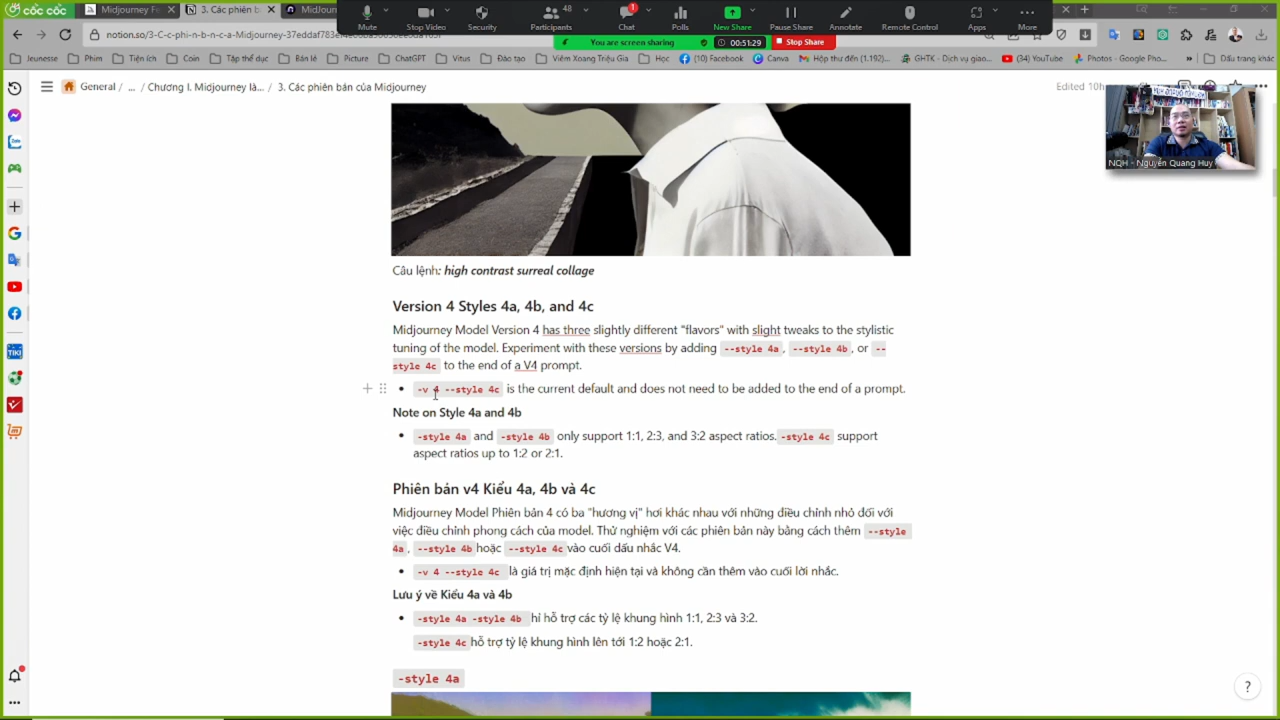 cốc cốc
Midjourney Fe
3. Các phiên b
MidJourn
Mute
Stop Video
Security
48
Participants
1
Chat
Polls
New Share
Pause Share
Annotate
Remote Control
Apps
More
You are screen sharing
00:51:29
Stop Share
Jeunesse
Phim
Tiện ích
Coin
Tập thể dục
Bán lẻ
Picture
ChatGPT
Vitus
Đào tạo
Viêm Xoang Triệu Gia
Học
(10) Facebook
Canva
Hộp thư đến (1.192)...
GHTK - Dịch vụ giao...
(34) YouTube
Photos - Google Pho...
»
Dấu trang khác
General / ... / Chương I. Midjourney là... / 3. Các phiên bản của Midjourney
Edited 10h
NQH - Nguyễn Quang Huy
Câu lệnh: high contrast surreal collage
Version 4 Styles 4a, 4b, and 4c
Midjourney Model Version 4 has three slightly different "flavors" with slight tweaks to the stylistic
tuning of the model. Experiment with these versions by adding --style 4a, --style 4b, or --
style 4c to the end of a V4 prompt.
-v 4 --style 4c is the current default and does not need to be added to the end of a prompt.
Note on Style 4a and 4b
-style 4a and -style 4b only support 1:1, 2:3, and 3:2 aspect ratios. -style 4c support
aspect ratios up to 1:2 or 2:1.
Phiên bản v4 Kiểu 4a, 4b và 4c
Midjourney Model Phiên bản 4 có ba "hương vị" hơi khác nhau với những điều chỉnh nhỏ đối với
việc điều chỉnh phong cách của model. Thử nghiệm với các phiên bản này bằng cách thêm --style
4a, --style 4b hoặc --style 4c vào cuối dấu nhắc V4.
-v 4 --style 4c là giá trị mặc định hiện tại và không cần thêm vào cuối lời nhắc.
Lưu ý về Kiểu 4a và 4b
-style 4a -style 4b hỉ hỗ trợ các tỷ lệ khung hình 1:1, 2:3 và 3:2.
-style 4c hỗ trợ tỷ lệ khung hình lên tới 1:2 hoặc 2:1.
-style 4a
Zalo
TIKI
?